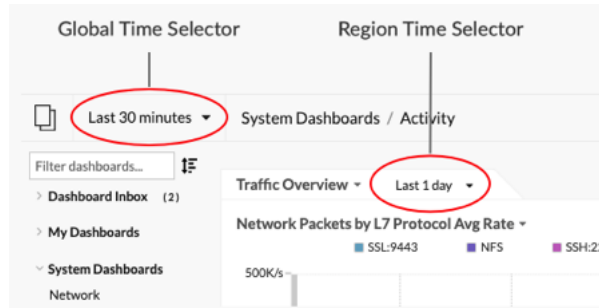 Global Time Selector
Region Time Selector
Last 30 minutes
System Dashboards / Activity
Filter dashboards...
Dashboard Inbox (2)
My Dashboards
System Dashboards
Network
Traffic Overview
Last 1 day
Network Packets by L7 Protocol Avg Rate
SSL:9443 NFS
500K/s